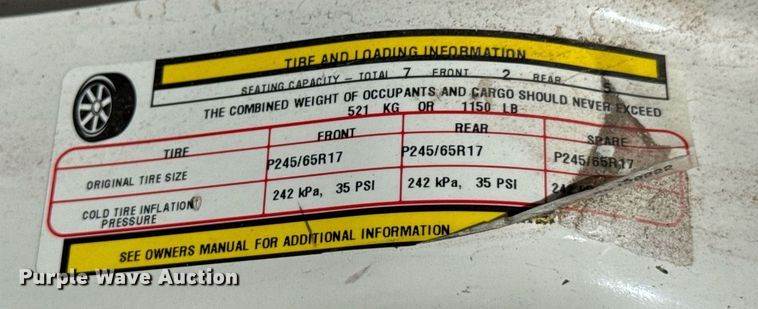 TIRE AND LOADING INFORMATION
SEATING CAPACITY – TOTAL 7 FRONT 2 REAR 5
THE COMBINED WEIGHT OF OCCUPANTS AND CARGO SHOULD NEVER EXCEED
521 KG OR 1150 LB
TIRE FRONT REAR SPARE
ORIGINAL TIRE SIZE P245/65R17 P245/65R17 P245/65R17
COLD TIRE INFLATION PRESSURE 242 kPa, 35 PSI 242 kPa, 35 PSI 242
SEE OWNERS MANUAL FOR ADDITIONAL INFORMATION
Purple Wave Auction